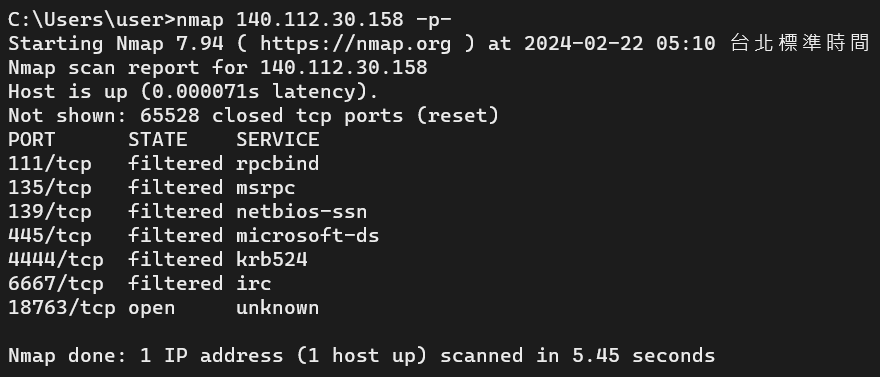 C:\Users\user>nmap 140.112.30.158 -p-
Starting Nmap 7.94 ( https://nmap.org ) at 2024-02-22 05:10 台北標準時間
Nmap scan report for 140.112.30.158
Host is up (0.000071s latency).
Not shown: 65528 closed tcp ports (reset)
PORT      STATE    SERVICE
111/tcp   filtered rpcbind
135/tcp   filtered msrpc
139/tcp   filtered netbios-ssn
445/tcp   filtered microsoft-ds
4444/tcp  filtered krb524
6667/tcp  filtered irc
18763/tcp open     unknown
Nmap done: 1 IP address (1 host up) scanned in 5.45 seconds